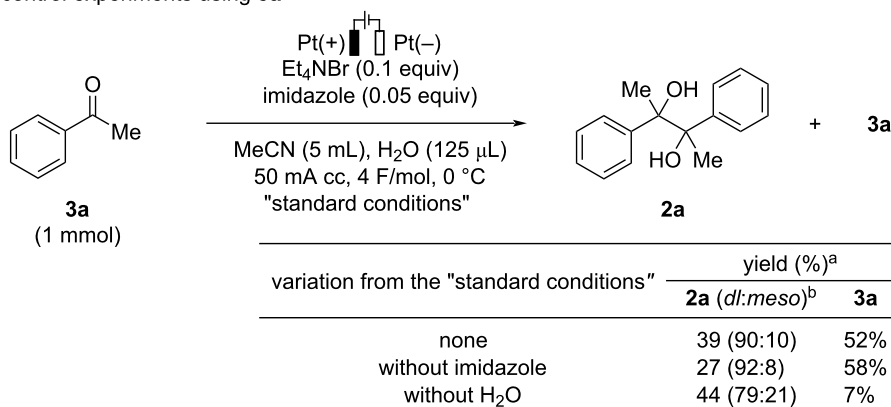 control experiments using 3a
Pt(+) Pt(–)
Et₄NBr (0.1 equiv)
imidazole (0.05 equiv)
O
Me
MeCN (5 mL), H₂O (125 μL)
50 mA cc, 4 F/mol, 0 °C
"standard conditions"
3a
(1 mmol)
Me OH
HO Me
2a
+ 3a
variation from the "standard conditions" yield (%)ᵃ
2a (dl:meso)ᵇ 3a
none 39 (90:10) 52%
without imidazole 27 (92:8) 58%
without H₂O 44 (79:21) 7%